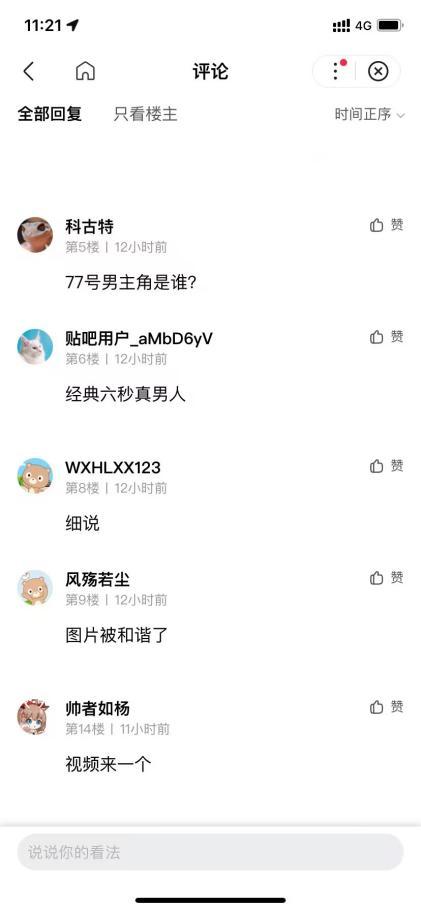 11:21
4G
评论
全部回复 只看楼主 时间正序
科古特 赞
第5楼 | 12小时前
77号男主角是谁？
贴吧用户_aMbD6yV 赞
第6楼 | 12小时前
经典六秒真男人
WXHLXX123 赞
第8楼 | 12小时前
细说
风殇若尘 赞
第9楼 | 12小时前
图片被和谐了
帅者如杨 赞
第14楼 | 11小时前
视频来一个
说说你的看法